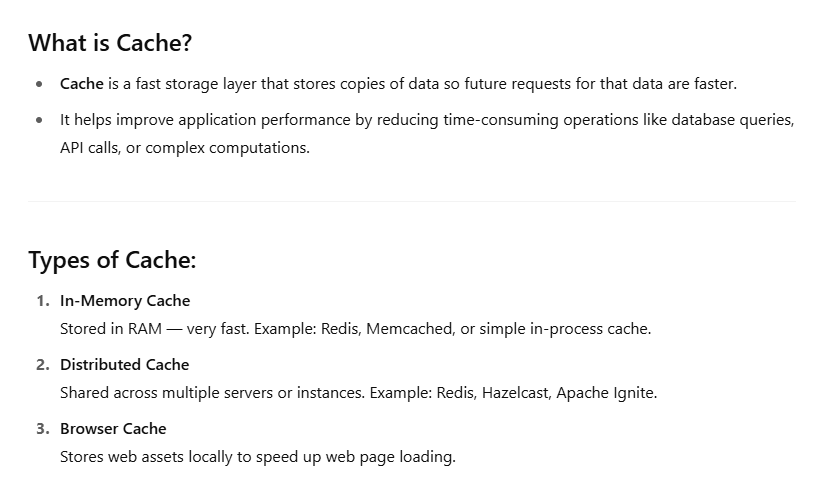 What is Cache?
• Cache is a fast storage layer that stores copies of data so future requests for that data are faster.
• It helps improve application performance by reducing time-consuming operations like database queries,
API calls, or complex computations.
Types of Cache:
1. In-Memory Cache
Stored in RAM — very fast. Example: Redis, Memcached, or simple in-process cache.
2. Distributed Cache
Shared across multiple servers or instances. Example: Redis, Hazelcast, Apache Ignite.
3. Browser Cache
Stores web assets locally to speed up web page loading.